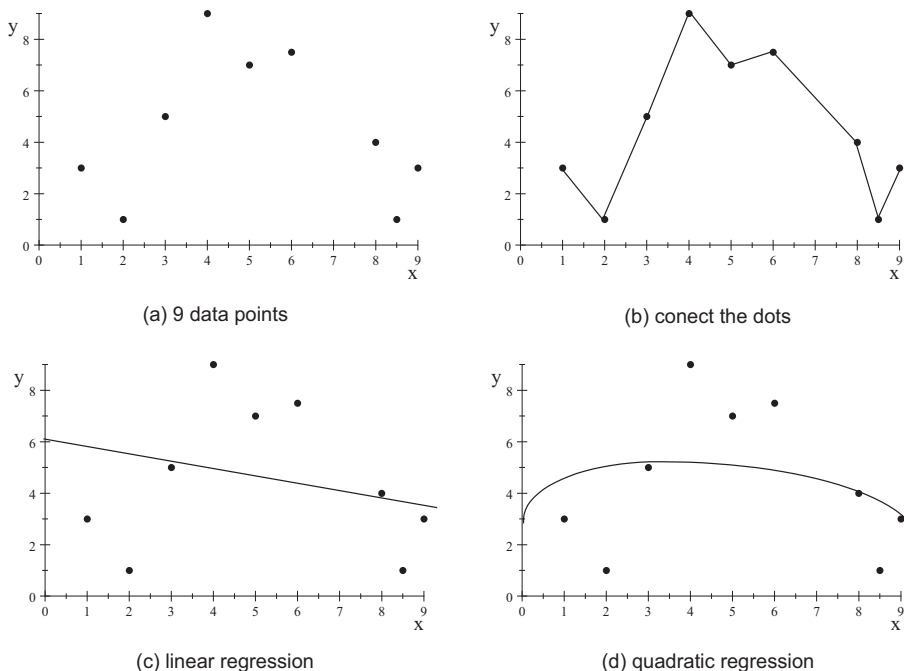 y
8
6
4
2
0
0 1 2 3 4 5 6 7 8 9
x
(a) 9 data points
y
8
6
4
2
0
0 1 2 3 4 5 6 7 8 9
x
(b) conect the dots
y
8
6
4
2
0
0 1 2 3 4 5 6 7 8 9
x
(c) linear regression
y
8
6
4
2
0
0 1 2 3 4 5 6 7 8 9
x
(d) quadratic regression